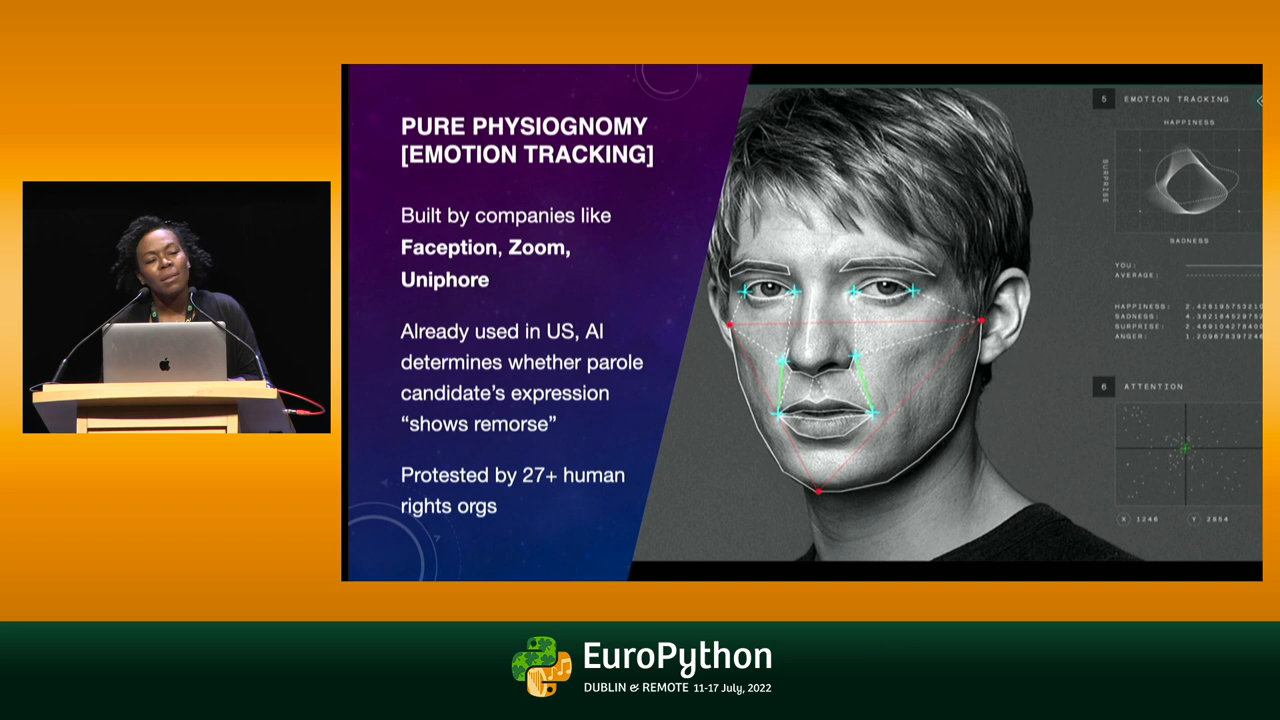 PURE PHYSIOGNOMY
[EMOTION TRACKING]
Built by companies like
Faception, Zoom,
Uniphore
Already used in US, AI
determines whether parole
candidate's expression
“shows remorse”
Protested by 27+ human
rights orgs
5 EMOTION TRACKING
HAPPINESS
SURPRISE
SADNESS
YOU:
AVERAGE:
HAPPINESS:
SADNESS:
SURPRISE:
ANGER:
6 ATTENTION
X 1246 Y 2854
EuroPython
DUBLIN & REMOTE 11-17 July, 2022